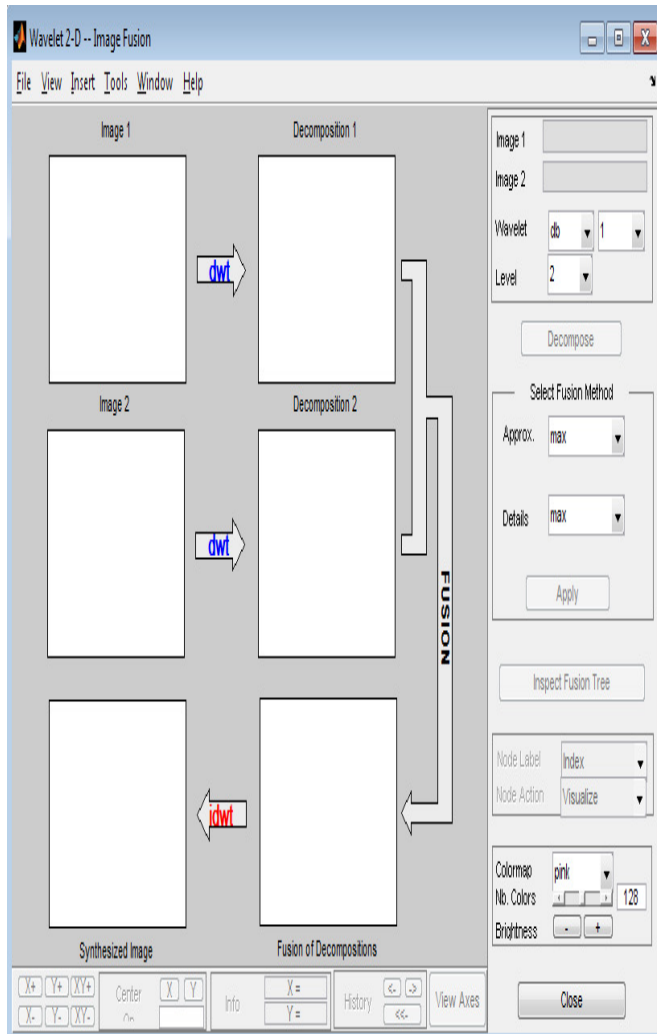 Wavelet 2-D -- Image Fusion
File View Insert Tools Window Help
Image 1
Decomposition 1
dwt
Image 2
Decomposition 2
dwt
FUSION
idwt
Synthesized Image
Fusion of Decompositions
Image 1
Image 2
Wavelet db 1
Level 2
Decompose
Select Fusion Method
Approx. max
Details max
Apply
Inspect Fusion Tree
Node Label Index
Node Action Visualize
Colormap pink
Nb. Colors 128
Brightness - +
X+ Y+ XY+
X- Y- XY-
Center
On
X Y
Info
X =
Y =
History
<- ->
<<-
View Axes
Close